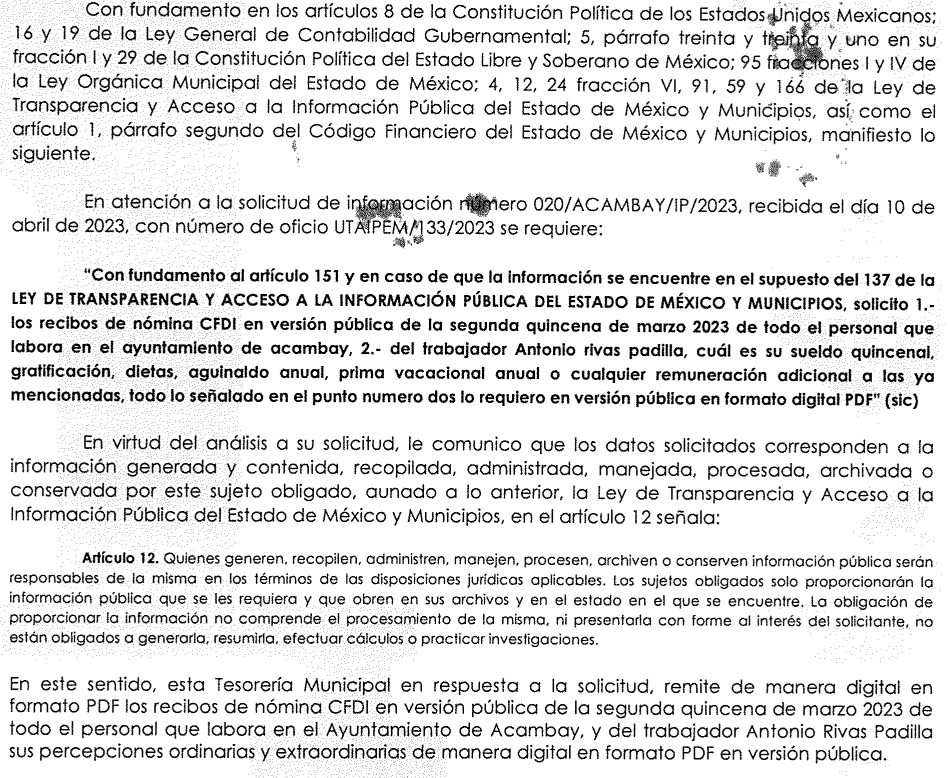 Con fundamento en los artículos 8 de la Constitución Política de los Estados Unidos Mexicanos;
16 y 19 de la Ley General de Contabilidad Gubernamental; 5, párrafo treinta y treinta y uno en su
fracción I y 29 de la Constitución Política del Estado Libre y Soberano de México; 95 fracciones I y IV de
la Ley Orgánica Municipal del Estado de México; 4, 12, 24 fracción VI, 91, 59 y 166 de la Ley de
Transparencia y Acceso a la Información Pública del Estado de México y Municipios, así como el
artículo 1, párrafo segundo del Código Financiero del Estado de México y Municipios, manifiesto lo
siguiente.
En atención a la solicitud de información número 020/ACAMBAY/IP/2023, recibida el día 10 de
abril de 2023, con número de oficio UTAIPEM/133/2023 se requiere:
"Con fundamento al artículo 151 y en caso de que la información se encuentre en el supuesto del 137 de la
LEY DE TRANSPARENCIA Y ACCESO A LA INFORMACIÓN PÚBLICA DEL ESTADO DE MÉXICO Y MUNICIPIOS, solicito 1.-
los recibos de nómina CFDI en versión pública de la segunda quincena de marzo 2023 de todo el personal que
labora en el ayuntamiento de acambay, 2.- del trabajador Antonio rivas padilla, cuál es su sueldo quincenal,
gratificación, dietas, aguinaldo anual, prima vacacional anual o cualquier remuneración adicional a las ya
mencionadas, todo lo señalado en el punto numero dos lo requiero en versión pública en formato digital PDF" (sic)
En virtud del análisis a su solicitud, le comunico que los datos solicitados corresponden a la
información generada y contenida, recopilada, administrada, manejada, procesada, archivada o
conservada por este sujeto obligado, aunado a lo anterior, la Ley de Transparencia y Acceso a la
Información Pública del Estado de México y Municipios, en el artículo 12 señala:
Artículo 12. Quienes generen, recopilen, administren, manejen, procesen, archiven o conserven información pública serán
responsables de la misma en los términos de las disposiciones jurídicas aplicables. Los sujetos obligados solo proporcionarán la
información pública que se les requiera y que obren en sus archivos y en el estado en el que se encuentre. La obligación de
proporcionar la información no comprende el procesamiento de la misma, ni presentarla con forme al interés del solicitante, no
están obligados a generarla, resumirla, efectuar cálculos o practicar investigaciones.
En este sentido, esta Tesorería Municipal en respuesta a la solicitud, remite de manera digital en
formato PDF los recibos de nómina CFDI en versión pública de la segunda quincena de marzo 2023 de
todo el personal que labora en el Ayuntamiento de Acambay, y del trabajador Antonio Rivas Padilla
sus percepciones ordinarias y extraordinarias de manera digital en formato PDF en versión pública.